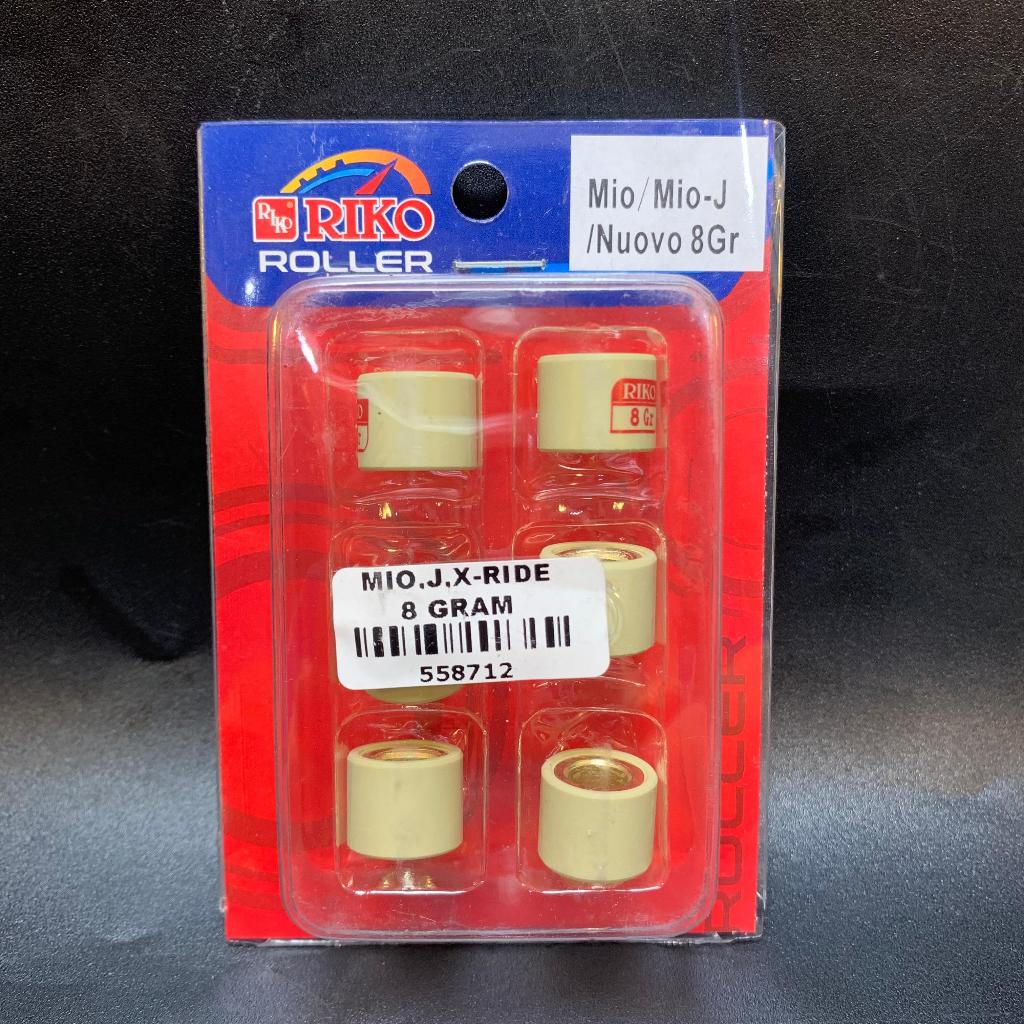 RIKO
RIKO
ROLLER
Mio/Mio-J
/Nuovo 8Gr
RIKO
8 Gr
MIO.J.X-RIDE
8 GRAM
558712
ROLLER